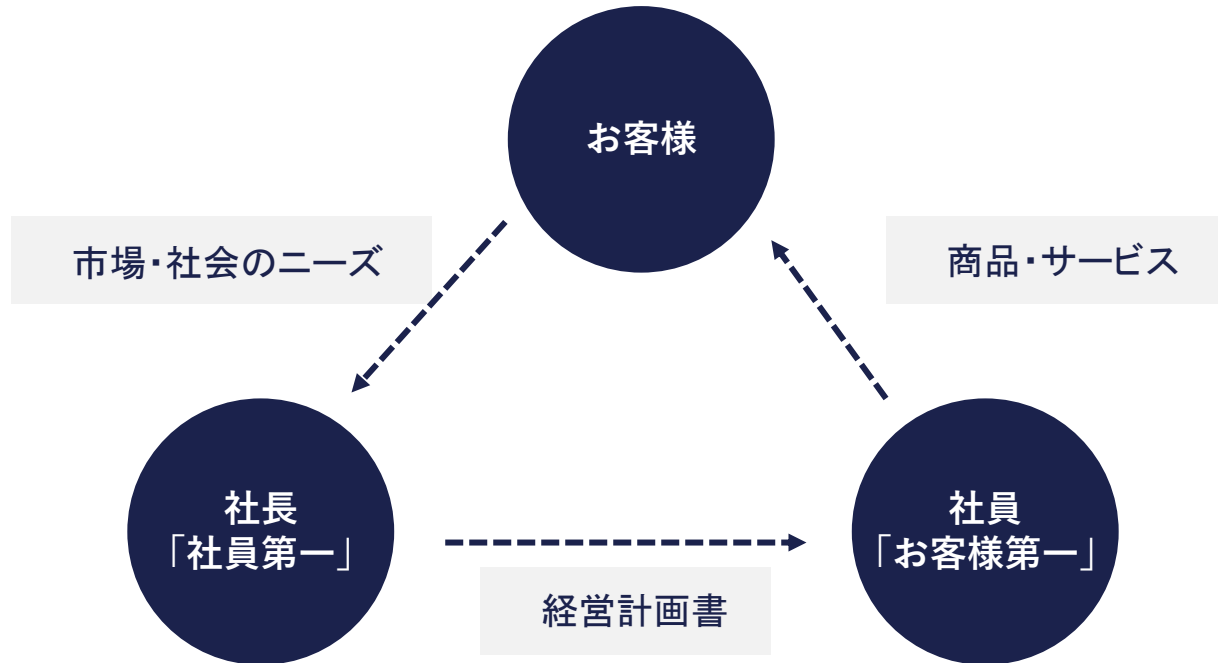 お客様
市場・社会のニーズ
商品・サービス
社長
「社員第一」
社員
「お客様第一」
経営計画書